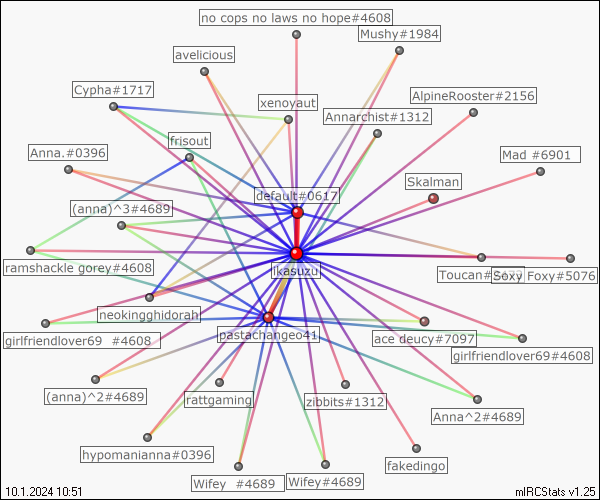 no cops no laws no hope#4608
Mushy#1984
avelicious
Cypha#1717
xenoyaut
AlpineRooster#2156
Annarchist#1312
frisout
Anna.#0396
Mad #6901
Skalman
default#0617
(anna)^3#4689
ramshackle gorey#4608
ikasuzu
Toucan#
Soxy Foxy#5076
neokingghidorah
girlfriendlover69 #4608
pastachange041
ace deucy#7097
girlfriendlover69#4608
(anna)^2#4689
rattgaming
zibbits#1312
Anna^2#4689
hypomanianna#0396
fakedingo
Wifey #4689
Wifey#4689
10.1.2024 10:51
mIRCStats v1.25